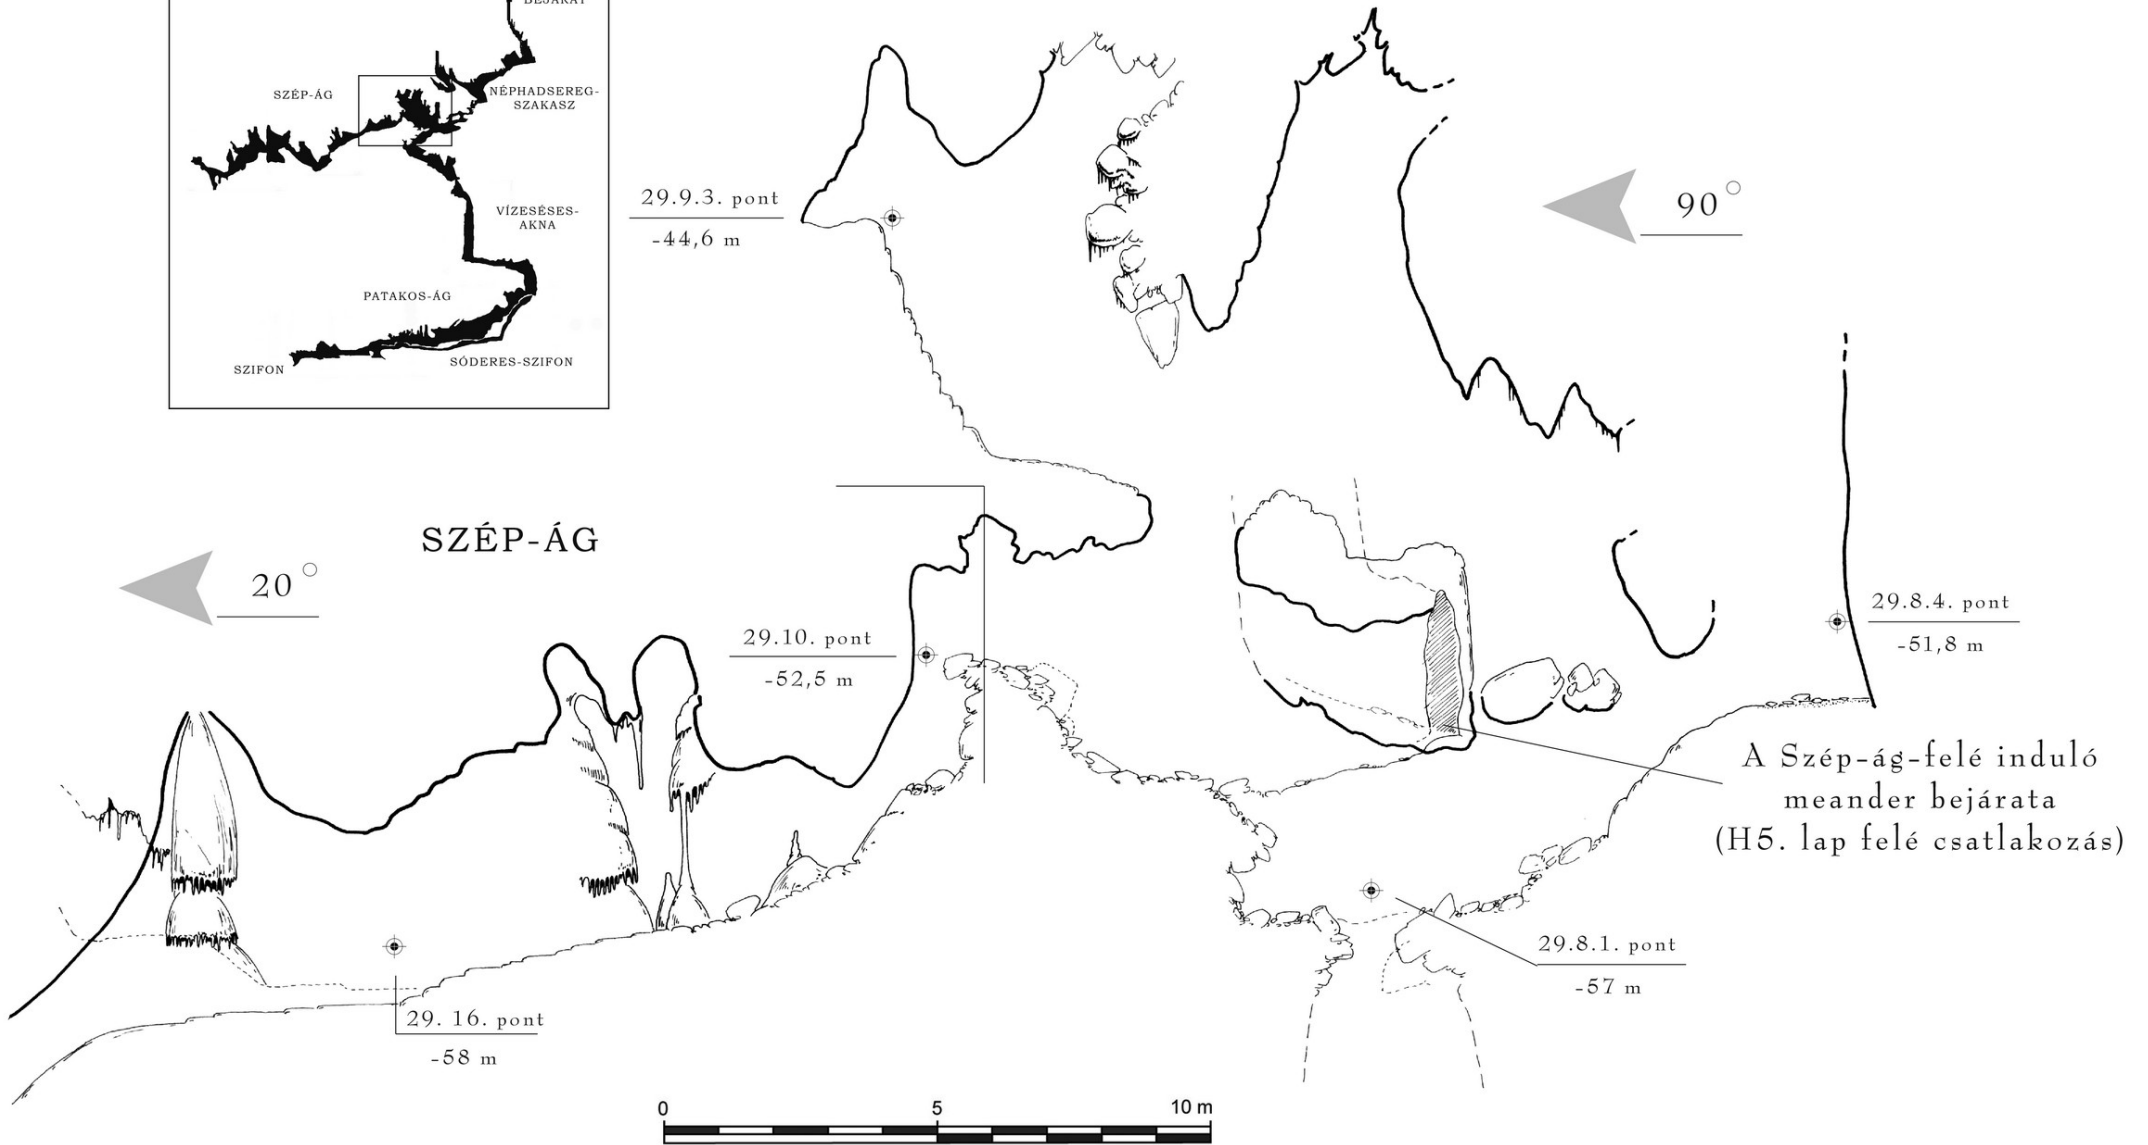 SZÉP-ÁG
NÉPHADSEREG-
SZAKASZ
VÍZESÉSES-
AKNA
PATAKOS-ÁG
SZIFON
SÓDERES-SZIFON
29.9.3. pont
-44,6 m
90°
SZÉP-ÁG
20°
29.10. pont
-52,5 m
29.8.4. pont
-51,8 m
A Szép-ág-felé induló
meander bejárata
(H5. lap felé csatlakozás)
29.8.1. pont
-57 m
29. 16. pont
-58 m
0 5 10 m